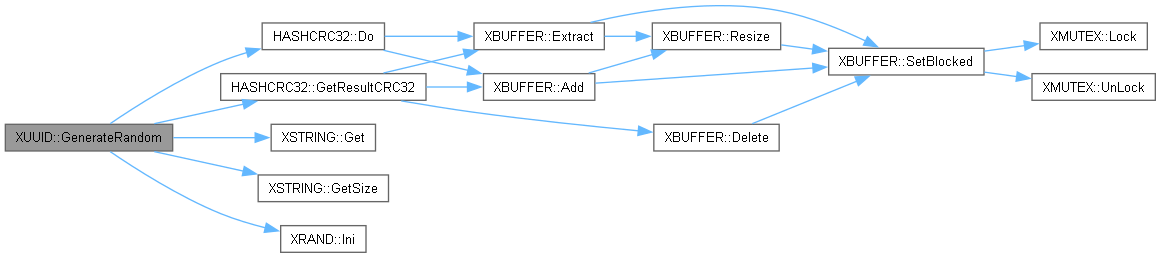 XUUID::GenerateRandom
HASHCRC32::Do
HASHCRC32::GetResultCRC32
XSTRING::Get
XSTRING::GetSize
XRAND::Ini
XBUFFER::Extract
XBUFFER::Add
XBUFFER::Resize
XBUFFER::Delete
XBUFFER::SetBlocked
XMUTEX::Lock
XMUTEX::UnLock